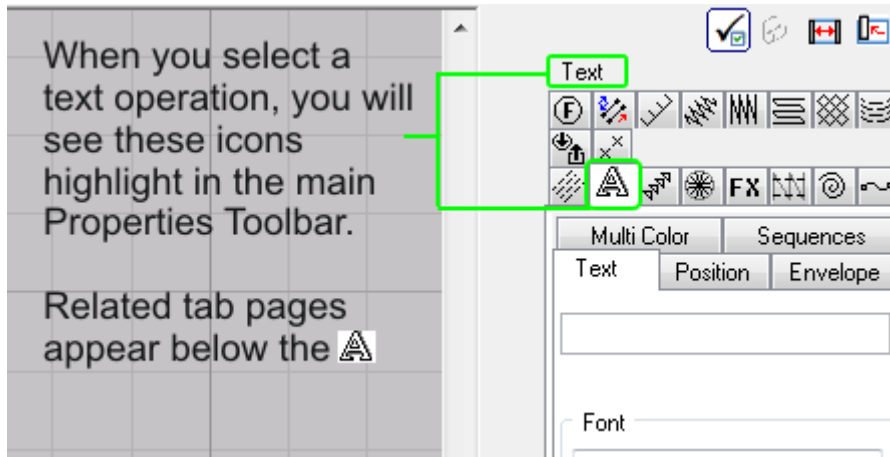 When you select a
text operation, you will
see these icons
highlight in the main
Properties Toolbar.
Related tab pages
appear below the A
Text
F
A FX
Multi Color Sequences
Text Position Envelope
Font